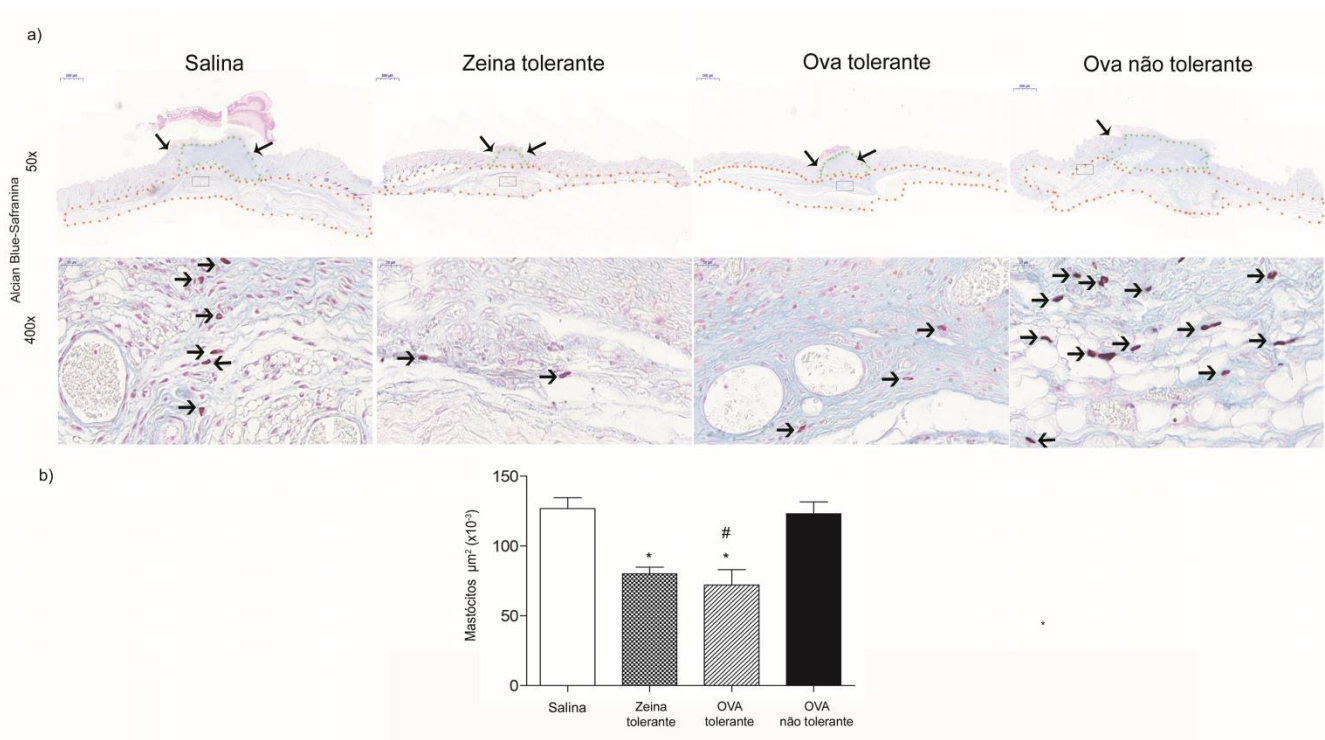 a)
Salina Zeina tolerante Ova tolerante Ova não tolerante
Alcian Blue-Safranina
50x
400x
b)
Mastócitos µm² (x10⁻³)
150
100
50
0
#
* *
*
Salina Zeina tolerante OVA tolerante OVA não tolerante